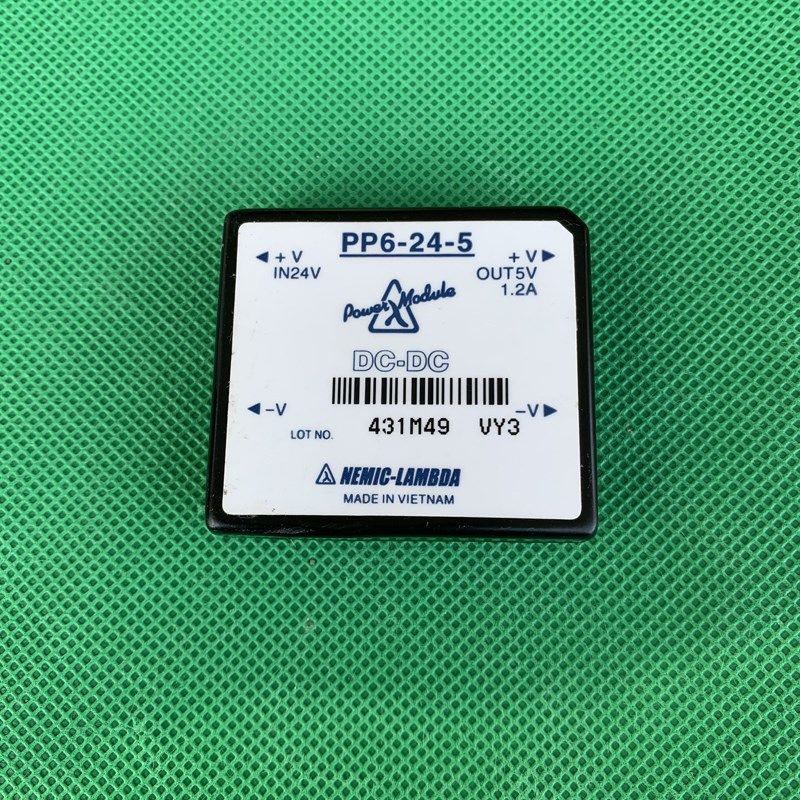 PP6-24-5
◀ + V
+ V ▶
IN24V
OUT5V
1.2A
Power Module
DC-DC
◀ -V
-V ▶
LOT NO. 431M49 VY3
NEMIC-LAMBDA
MADE IN VIETNAM